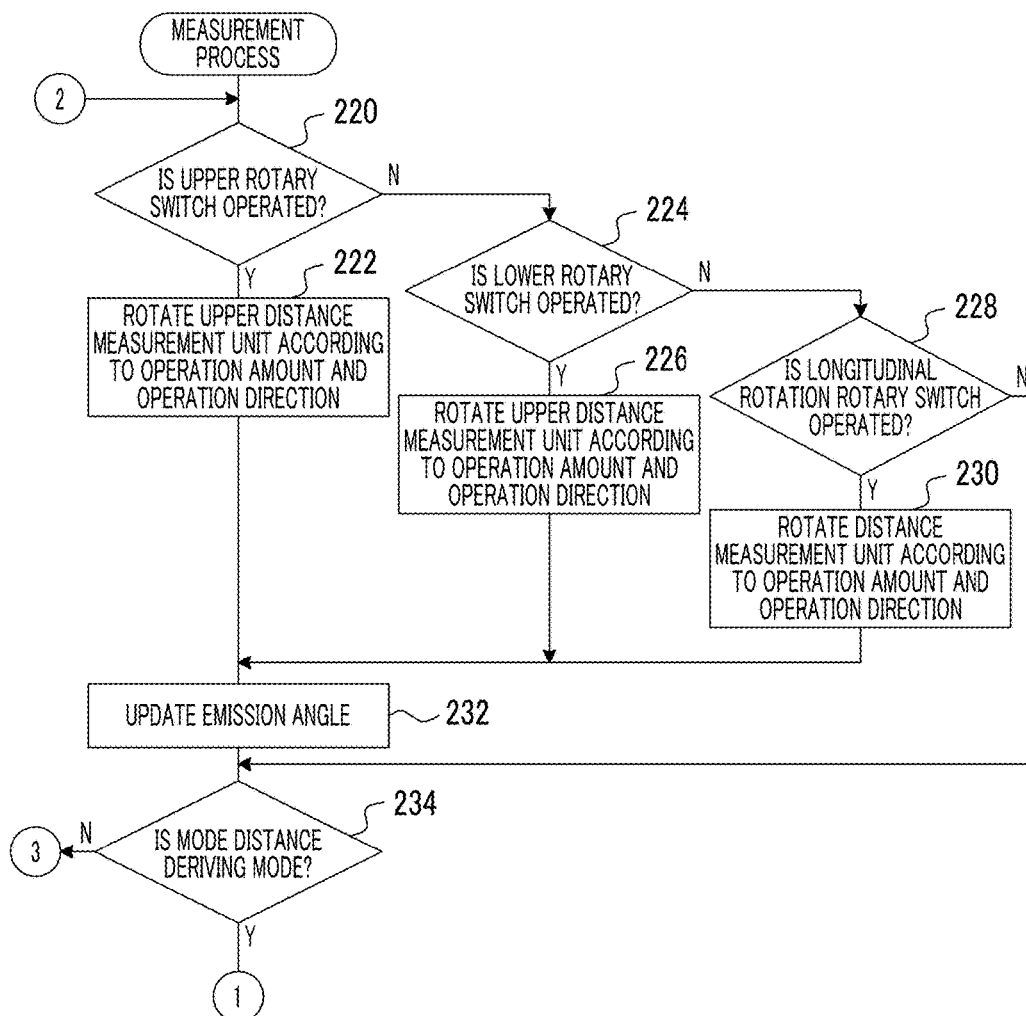 MEASUREMENT
PROCESS
2
220
IS UPPER ROTARY
SWITCH OPERATED?
N
Y
222
ROTATE UPPER DISTANCE
MEASUREMENT UNIT ACCORDING
TO OPERATION AMOUNT AND
OPERATION DIRECTION
224
IS LOWER ROTARY
SWITCH OPERATED?
N
Y
226
ROTATE UPPER DISTANCE
MEASUREMENT UNIT ACCORDING
TO OPERATION AMOUNT AND
OPERATION DIRECTION
228
IS LONGITUDINAL
ROTATION ROTARY SWITCH
OPERATED?
N
Y
230
ROTATE DISTANCE
MEASUREMENT UNIT ACCORDING
TO OPERATION AMOUNT AND
OPERATION DIRECTION
UPDATE EMISSION ANGLE
232
234
IS MODE DISTANCE
DERIVING MODE?
N
3
Y
1